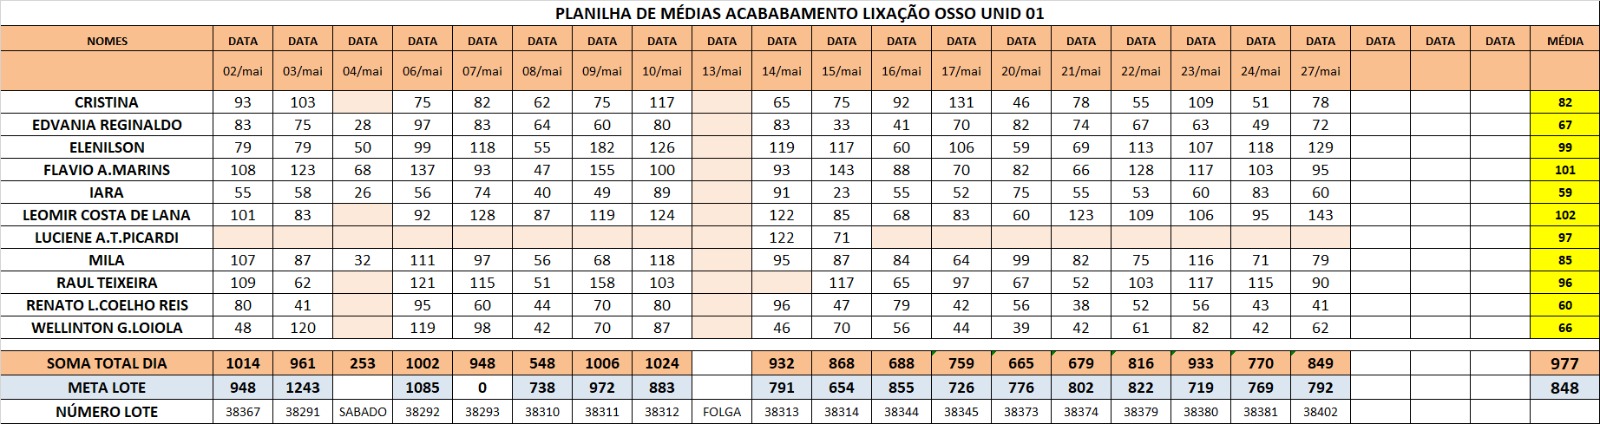 PLANILHA DE MÉDIAS ACABABAMENTO LIXAÇÃO OSSO UNID 01
NOMES DATA DATA DATA DATA DATA DATA DATA DATA DATA DATA DATA DATA DATA DATA DATA DATA DATA DATA DATA DATA DATA DATA MÉDIA
02/mai 03/mai 04/mai 06/mai 07/mai 08/mai 09/mai 10/mai 13/mai 14/mai 15/mai 16/mai 17/mai 20/mai 21/mai 22/mai 23/mai 24/mai 27/mai
CRISTINA 93 103 75 82 62 75 117 65 75 92 131 46 78 55 109 51 78 82
EDVANIA REGINALDO 83 75 28 97 83 64 60 80 83 33 41 70 82 74 67 63 49 72 67
ELENILSON 79 79 50 99 118 55 182 126 119 117 60 106 59 69 113 107 118 129 99
FLAVIO A.MARINS 108 123 68 137 93 47 155 100 93 143 88 70 82 66 128 117 103 95 101
IARA 55 58 26 56 74 40 49 89 91 23 55 52 75 55 53 60 83 60 59
LEOMIR COSTA DE LANA 101 83 92 128 87 119 124 122 85 68 83 60 123 109 106 95 143 102
LUCIENE A.T.PICARDI 122 71 97
MILA 107 87 32 111 97 56 68 118 95 87 84 64 99 82 75 116 71 79 85
RAUL TEIXEIRA 109 62 121 115 51 158 103 117 65 97 67 52 103 117 115 90 96
RENATO L.COELHO REIS 80 41 95 60 44 70 80 96 47 79 42 56 38 52 56 43 41 60
WELLINTON G.LOIOLA 48 120 119 98 42 70 87 46 70 56 44 39 42 61 82 42 62 66
SOMA TOTAL DIA 1014 961 253 1002 948 548 1006 1024 932 868 688 759 665 679 816 933 770 849 977
META LOTE 948 1243 1085 0 738 972 883 791 654 855 726 776 802 822 719 769 792 848
NÚMERO LOTE 38367 38291 SABADO 38292 38293 38310 38311 38312 FOLGA 38313 38314 38344 38345 38373 38374 38379 38380 38381 38402